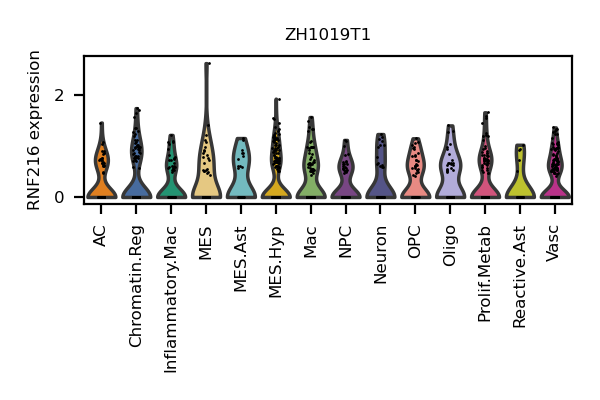 ZH1019T1
RNF216 expression
2
0
AC
Chromatin.Reg
Inflammatory.Mac
MES
MES.Ast
MES.Hyp
Mac
NPC
Neuron
OPC
Oligo
Prolif.Metab
Reactive.Ast
Vasc